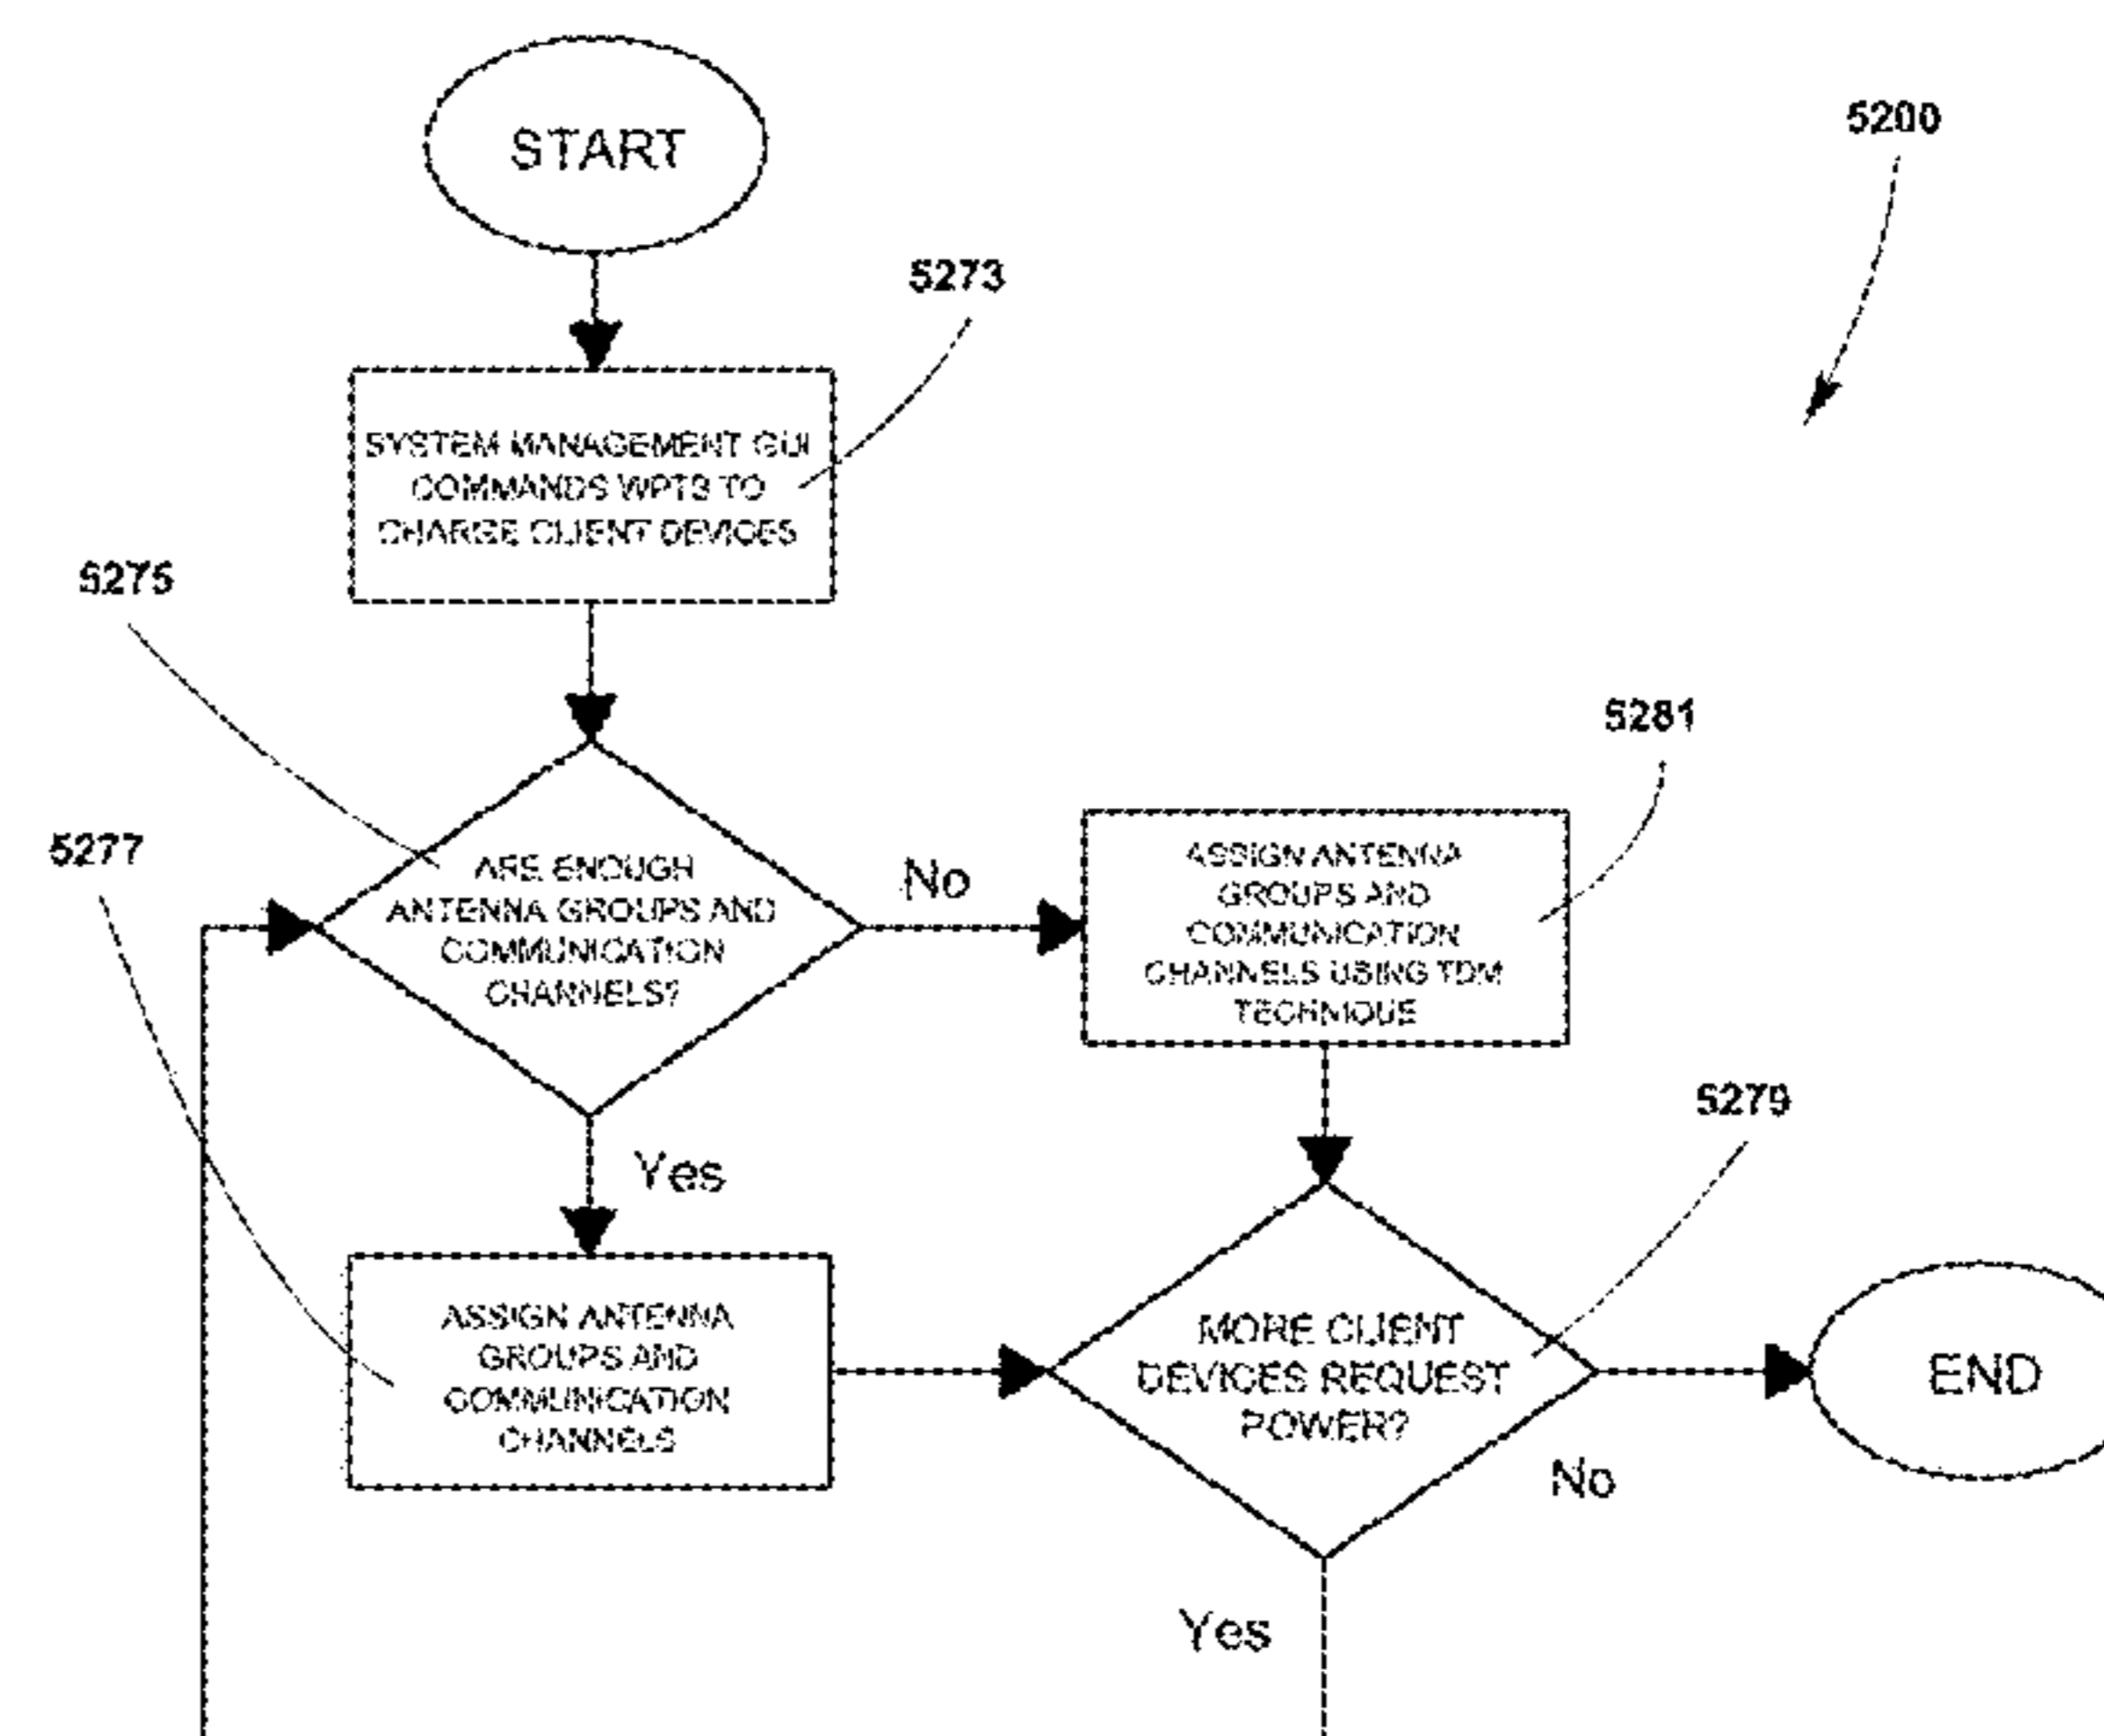 START
5200
5273
SYSTEM MANAGEMENT GUI
COMMANDS WPTS TO
CHARGE CLIENT DEVICES
5275
5281
5277
ARE ENOUGH
ANTENNA GROUPS AND
COMMUNICATION
CHANNELS?
No
ASSIGN ANTENNA
GROUPS AND
COMMUNICATION
CHANNELS USING TDM
TECHNIQUE
5279
Yes
ASSIGN ANTENNA
GROUPS AND
COMMUNICATION
CHANNELS
MORE CLIENT
DEVICES REQUEST
POWER?
END
No
Yes